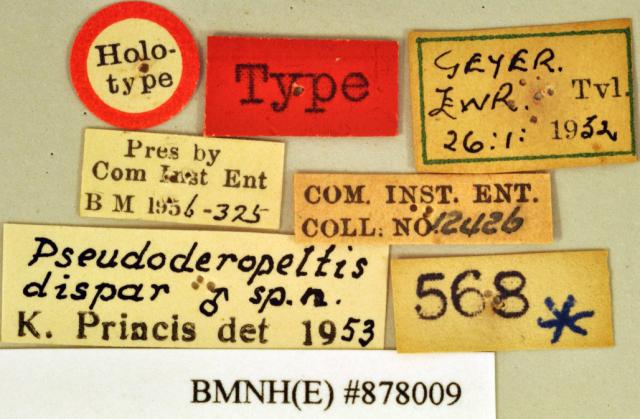 Holo-
type
Type
GEYER.
ZWR. Tvl.
26:1: 1952
Pres by
Com Inst Ent
B M 1956-325
COM. INST. ENT.
COLL. NO. 12426
Pseudoderopeltis
dispar ♂ sp.n.
K. Princis det 1953
568 *
BMNH(E) #878009